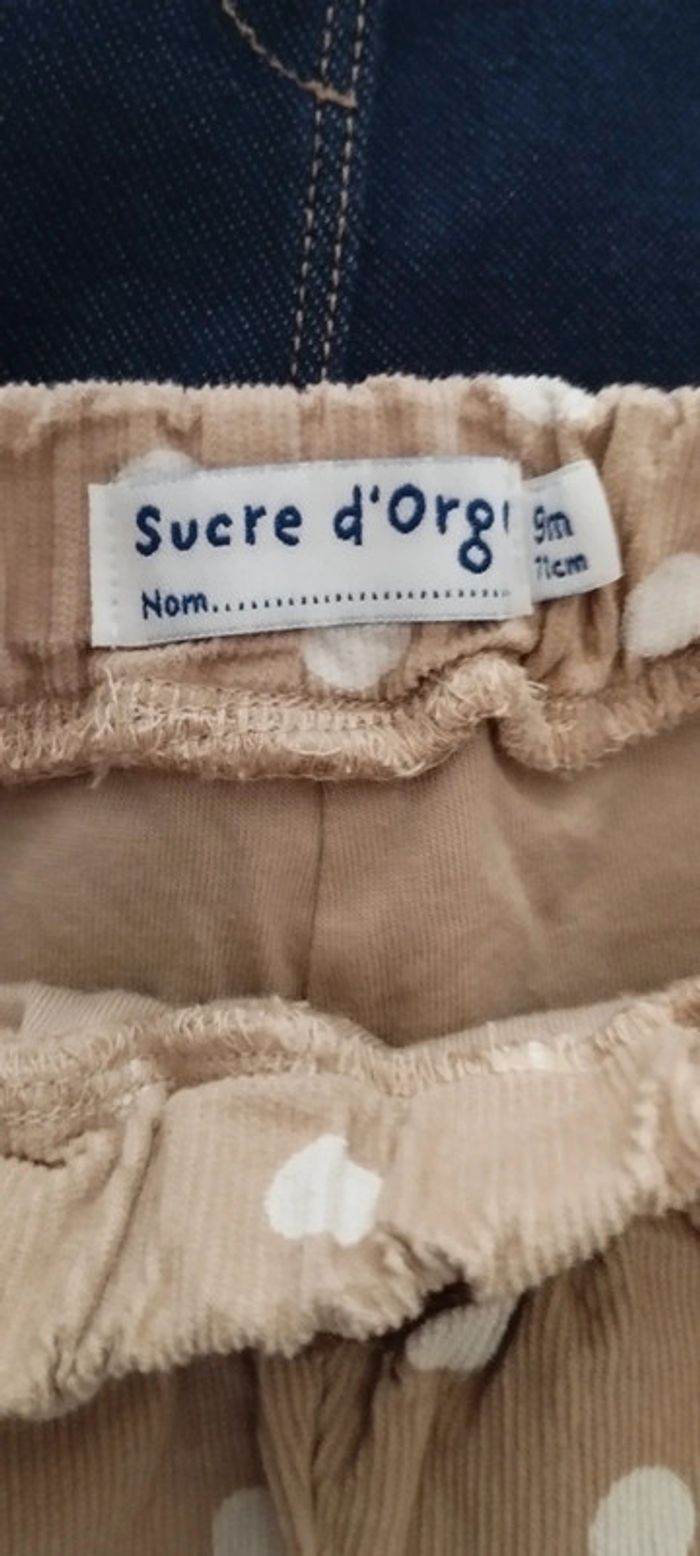 Sucre d'Org
Nom..............................
9m
71cm